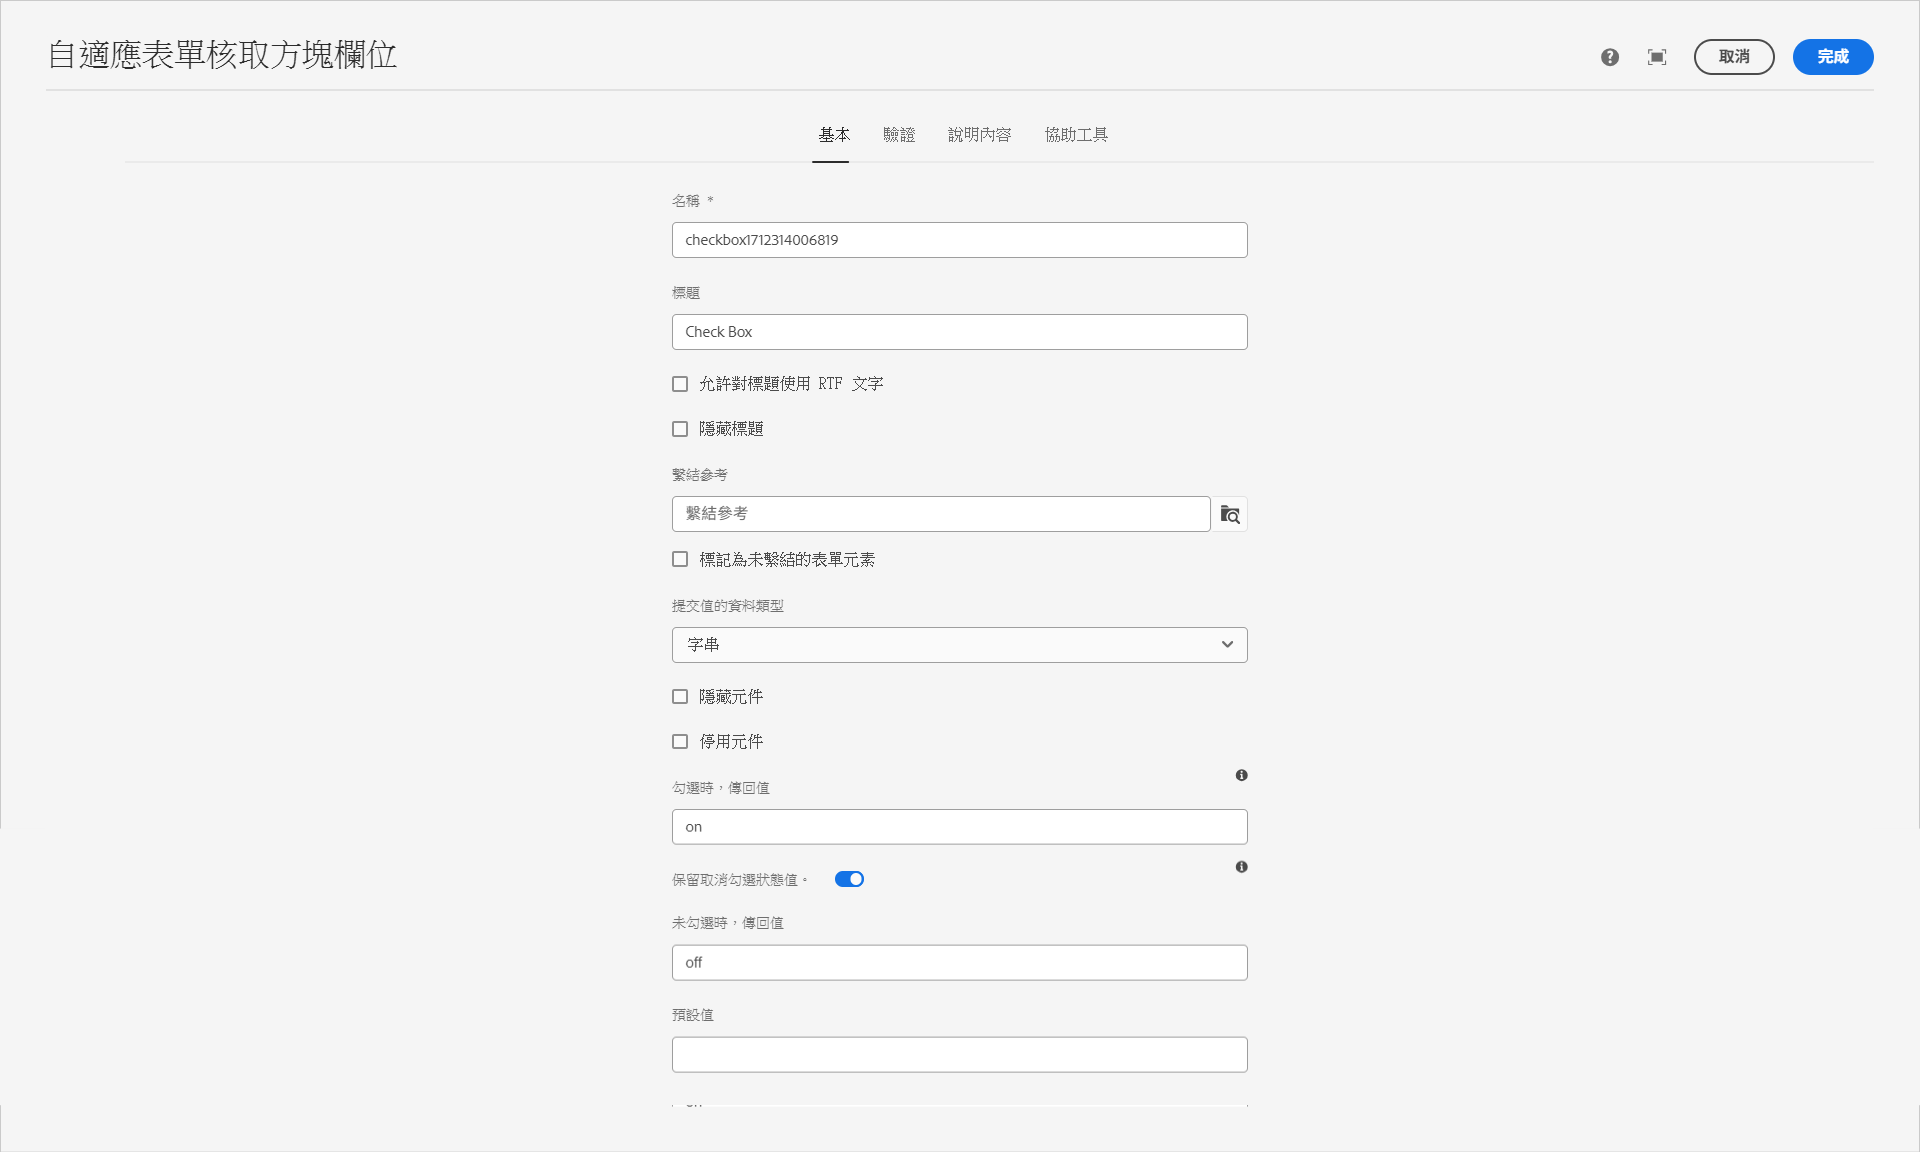 自適應表單核取方塊欄位
取消
完成
基本 驗證 說明內容 協助工具
名稱 *
checkbox1712314006819
標題
Check Box
允許對標題使用 RTF 文字
隱藏標題
繫結參考
繫結參考
標記為未繫結的表單元素
提交值的資料類型
字串
隱藏元件
停用元件
勾選時，傳回值
on
保留取消勾選狀態值。
未勾選時，傳回值
off
預設值